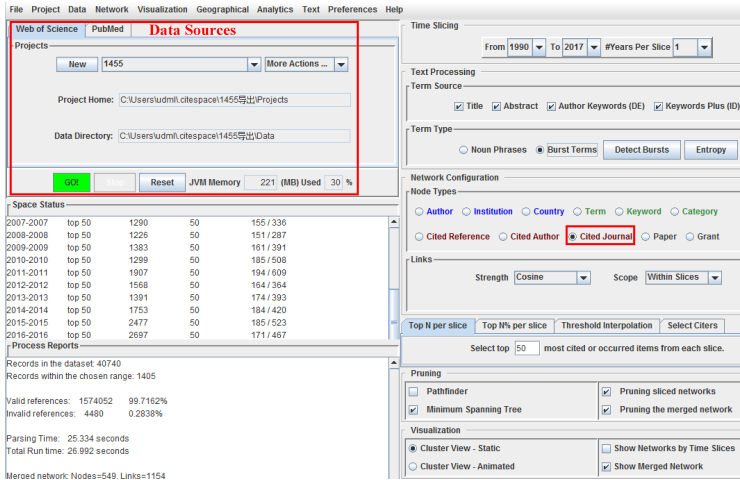 File Project Data Network Visualization Geographical Analytics Text Preferences Help
Web of Science PubMed Data Sources
Projects
New 1455 More Actions ...
Project Home: C:\Users\udml\.citespace\1455导出\Projects
Data Directory: C:\Users\udml\.citespace\1455导出\Data
GO! Stop Reset JVM Memory 221 (MB) Used 30 %
Space Status
2007-2007 top 50 1290 50 155 / 336
2008-2008 top 50 1226 50 151 / 287
2009-2009 top 50 1383 50 161 / 391
2010-2010 top 50 1299 50 185 / 508
2011-2011 top 50 1907 50 194 / 609
2012-2012 top 50 1568 50 164 / 364
2013-2013 top 50 1391 50 174 / 393
2014-2014 top 50 1753 50 184 / 420
2015-2015 top 50 2477 50 185 / 523
2016-2016 top 50 2697 50 171 / 467
Process Reports
Records in the dataset: 40740
Records within the chosen range: 1405
Valid references: 1574052 99.7162%
Invalid references: 4480 0.2838%
Parsing Time: 25.334 seconds
Total Run time: 26.992 seconds
Merged network: Nodes=549, Links=1154
Time Slicing
From 1990 To 2017 #Years Per Slice 1
Text Processing
Term Source
Title Abstract Author Keywords (DE) Keywords Plus (ID)
Term Type
Noun Phrases Burst Terms Detect Bursts Entropy
Network Configuration
Node Types
Author Institution Country Term Keyword Category
Cited Reference Cited Author Cited Journal Paper Grant
Links
Strength Cosine Scope Within Slices
Top N per slice Top N% per slice Threshold Interpolation Select Citers
Select top 50 most cited or occurred items from each slice.
Pruning
Pathfinder Pruning sliced networks
Minimum Spanning Tree Pruning the merged network
Visualization
Cluster View - Static Show Networks by Time Slices
Cluster View - Animated Show Merged Network